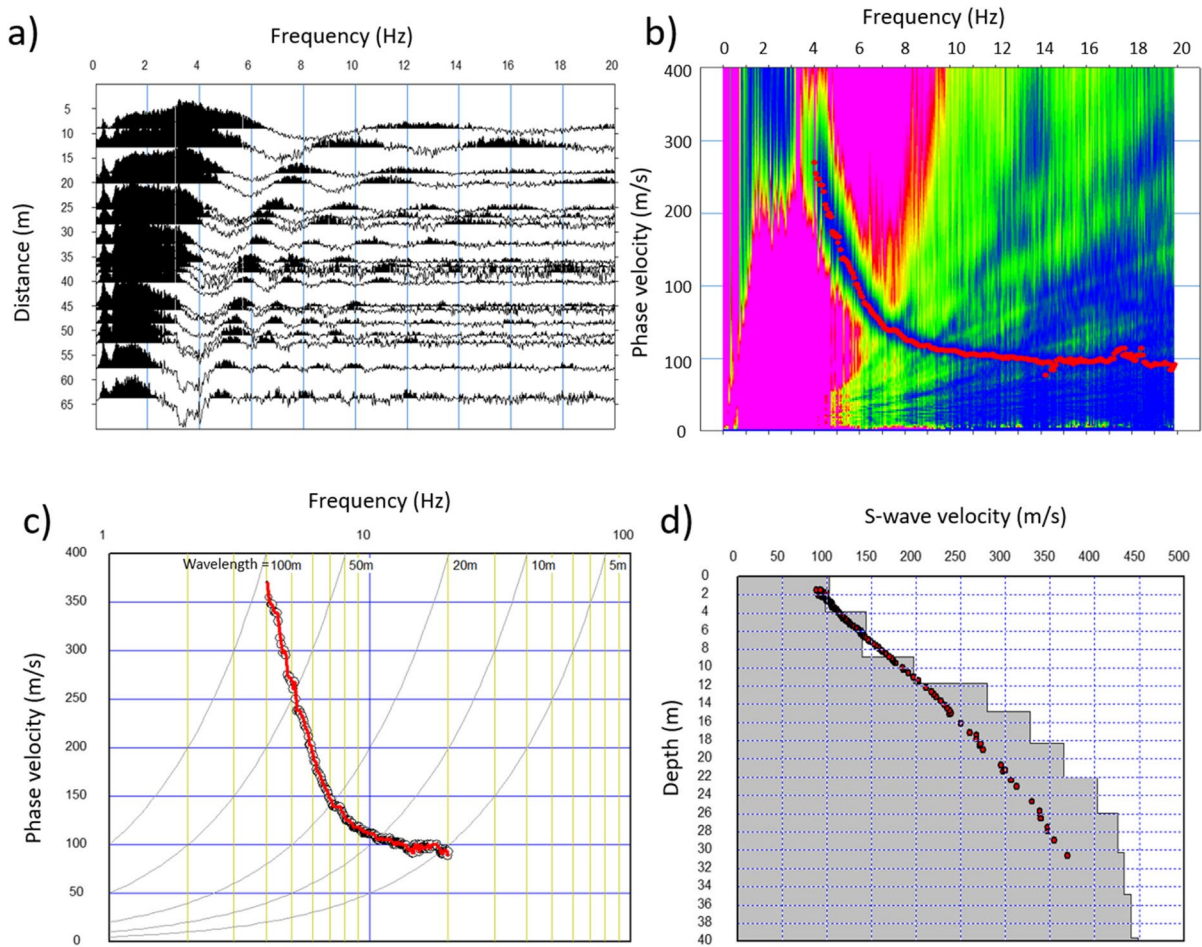 a)
Frequency (Hz)
0 2 4 6 8 10 12 14 16 18 20
Distance (m)
5
10
15
20
25
30
35
40
45
50
55
60
65
b)
Frequency (Hz)
0 2 4 6 8 10 12 14 16 18 20
Phase velocity (m/s)
400
300
200
100
100
0
c)
Frequency (Hz)
1 10 100
Phase velocity (m/s)
Wavelength = 100m 50m 20m 10m 5m
400
350
300
250
200
150
100
50
0
d)
S-wave velocity (m/s)
0 50 100 150 200 250 300 350 400 450 500
Depth (m)
0
2
4
6
8
10
12
14
16
18
20
22
24
26
28
30
32
34
36
38
40